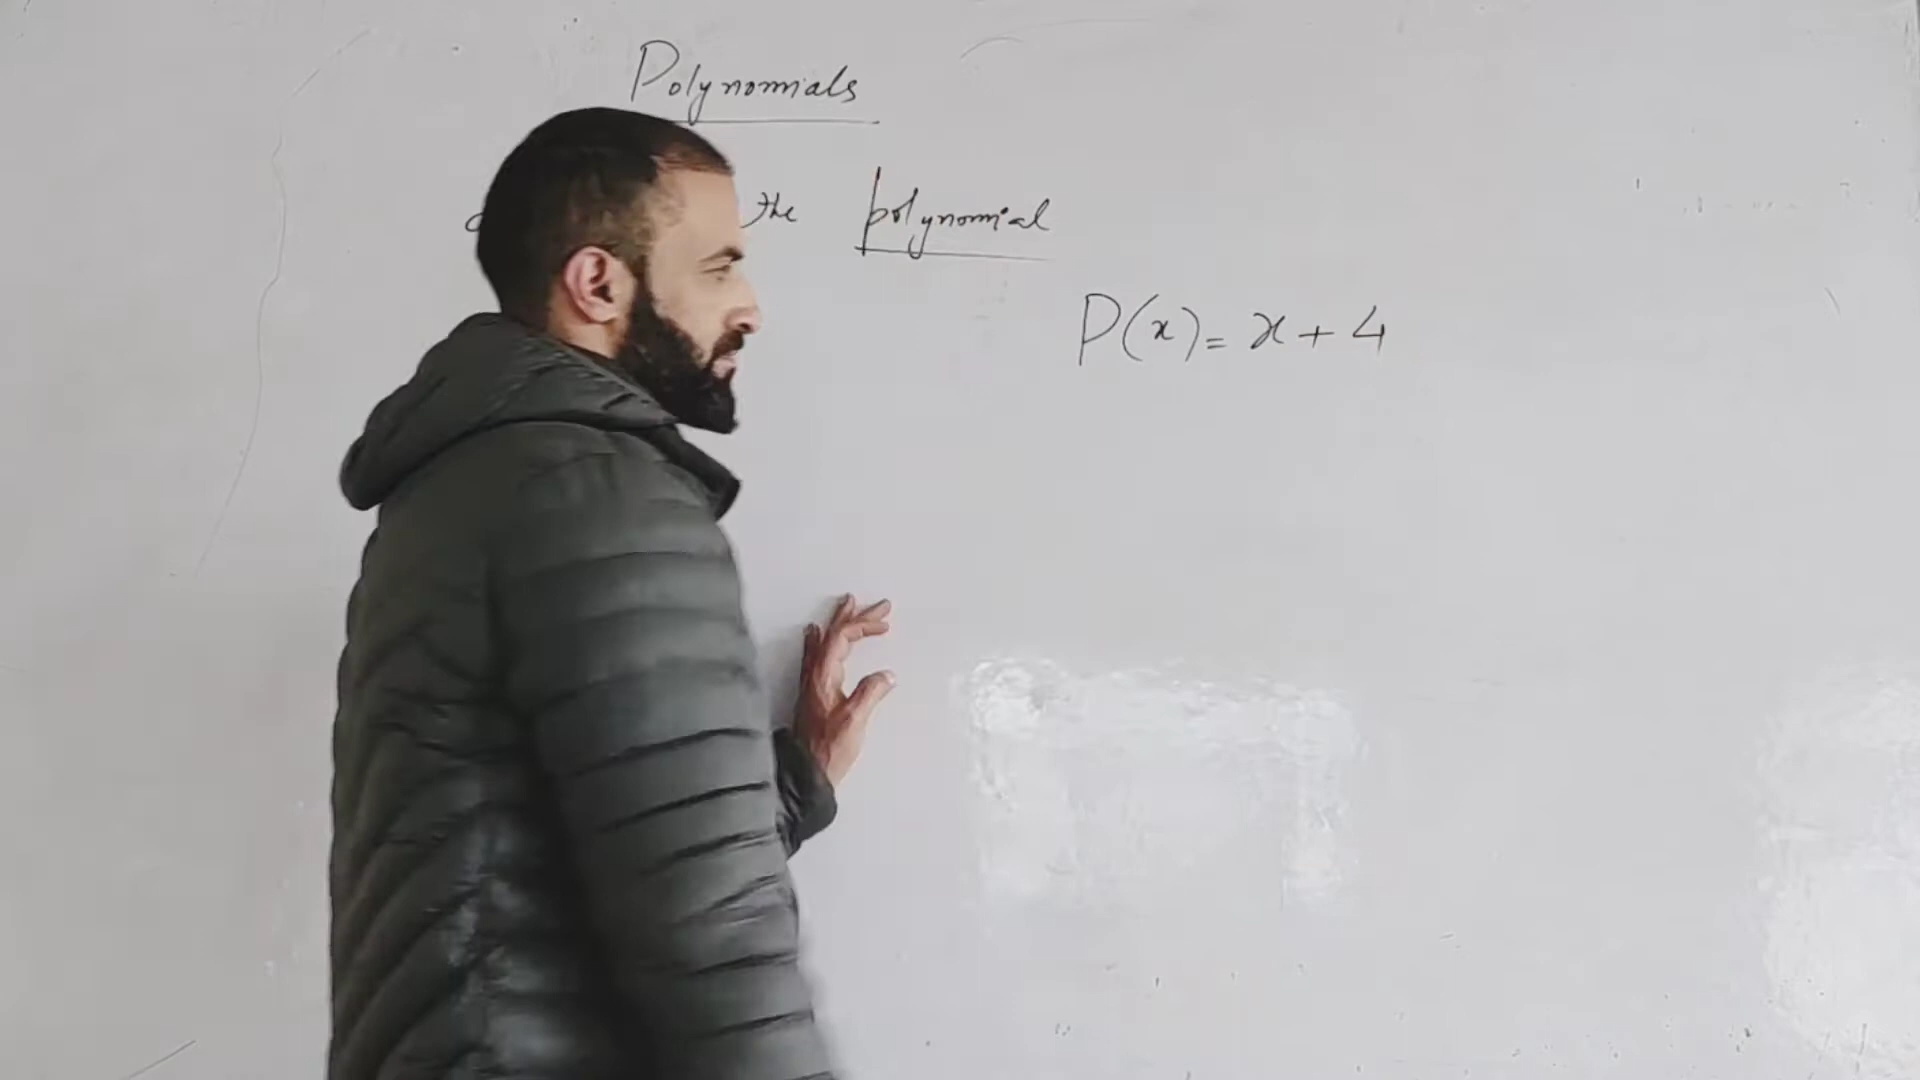 Polynomials
the polynomial
P(x) = x + 4